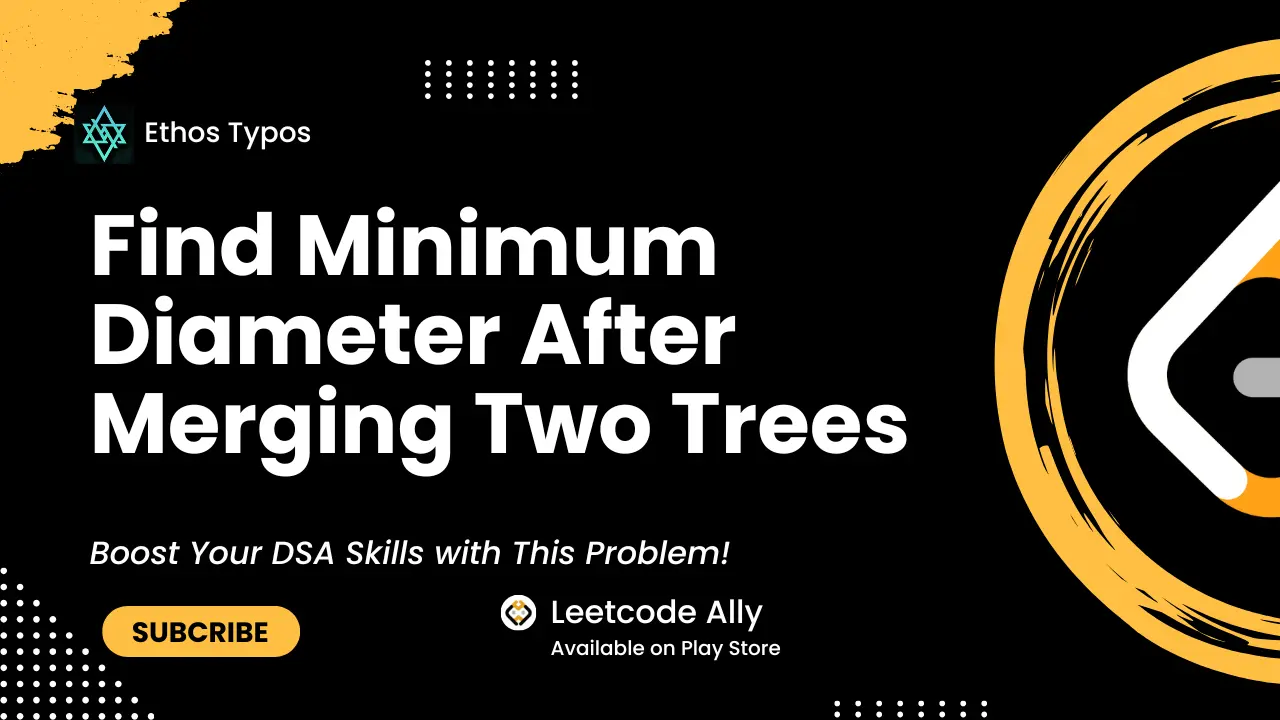 Ethos Typos
Find Minimum
Diameter After
Merging Two Trees
Boost Your DSA Skills with This Problem!
SUBCRIBE
Leetcode Ally
Available on Play Store